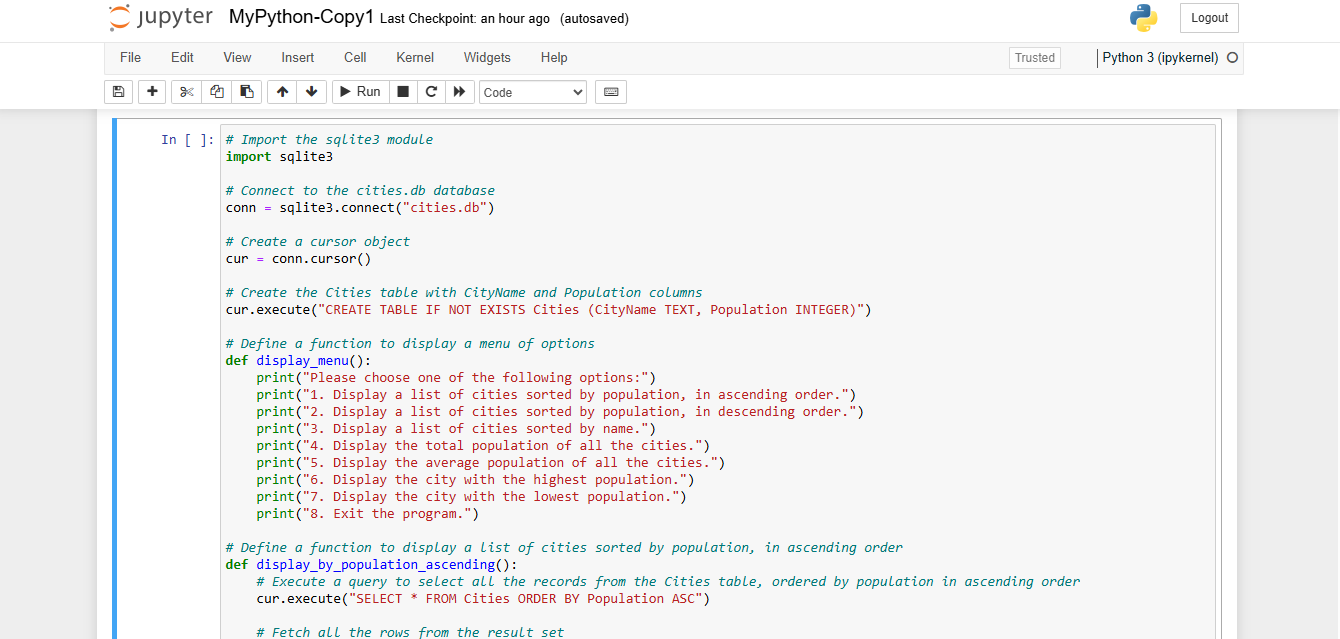 jupyter MyPython-Copy1 Last Checkpoint: an hour ago (autosaved)
Logout
File Edit View Insert Cell Kernel Widgets Help
Trusted
Python 3 (ipykernel)
Run
Code
In [ ]:
# Import the sqlite3 module
import sqlite3

# Connect to the cities.db database
conn = sqlite3.connect("cities.db")

# Create a cursor object
cur = conn.cursor()

# Create the Cities table with CityName and Population columns
cur.execute("CREATE TABLE IF NOT EXISTS Cities (CityName TEXT, Population INTEGER)")

# Define a function to display a menu of options
def display_menu():
    print("Please choose one of the following options:")
    print("1. Display a list of cities sorted by population, in ascending order.")
    print("2. Display a list of cities sorted by population, in descending order.")
    print("3. Display a list of cities sorted by name.")
    print("4. Display the total population of all the cities.")
    print("5. Display the average population of all the cities.")
    print("6. Display the city with the highest population.")
    print("7. Display the city with the lowest population.")
    print("8. Exit the program.")

# Define a function to display a list of cities sorted by population, in ascending order
def display_by_population_ascending():
    # Execute a query to select all the records from the Cities table, ordered by population in ascending order
    cur.execute("SELECT * FROM Cities ORDER BY Population ASC")

    # Fetch all the rows from the result set